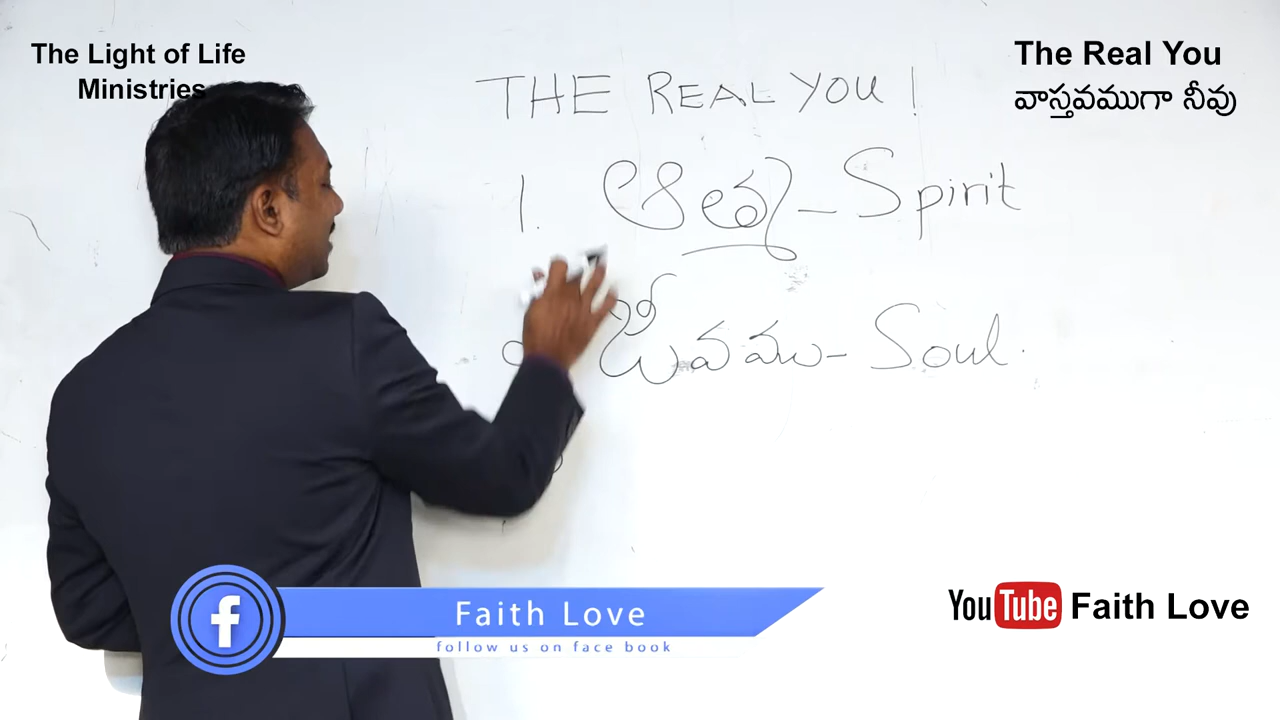 The Light of Life
Ministries
The Real You
వాస్తవముగా నీవు
THE REAL YOU!
1. ఆత్మ - Spirit
జీవము - Soul.
f
Faith Love
follow us on face book
YouTube Faith Love